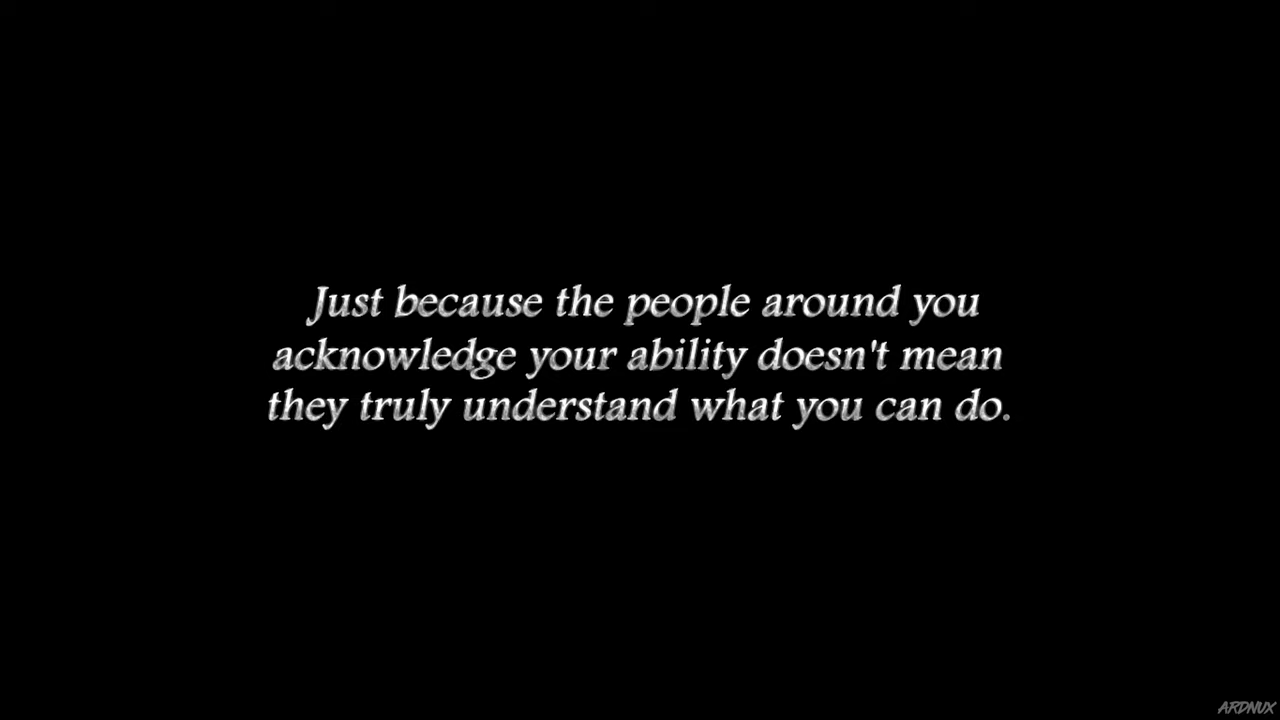 Just because the people around you
acknowledge your ability doesn't mean
they truly understand what you can do.
ARDNUX